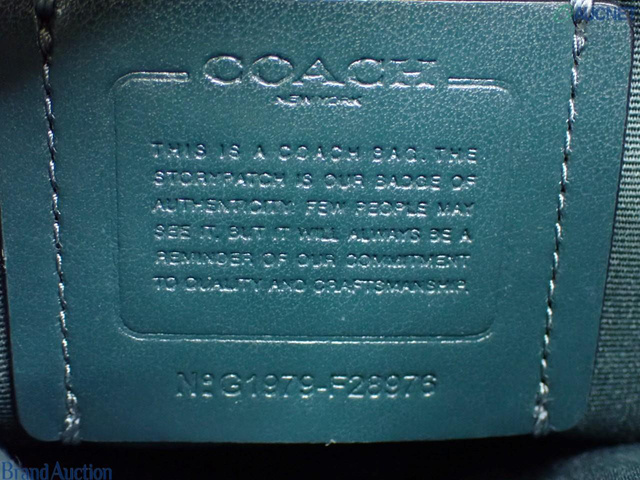 AUCNET
COACH
NEW YORK
THIS IS A COACH BAG. THE
STORYPATCH IS OUR BADGE OF
AUTHENTICITY. FEW PEOPLE MAY
SEE IT, BUT IT WILL ALWAYS BE A
REMINDER OF OUR COMMITMENT
TO QUALITY AND CRAFTSMANSHIP.
Nº G1979-F28976
Brand Auction